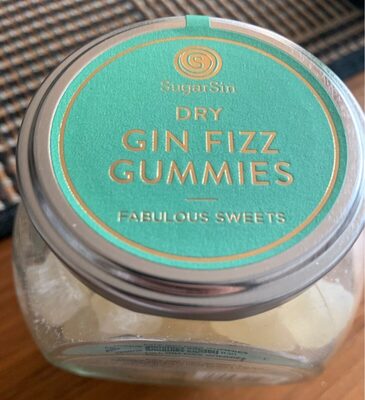 SugarSin
DRY
GIN FIZZ
GUMMIES
FABULOUS SWEETS